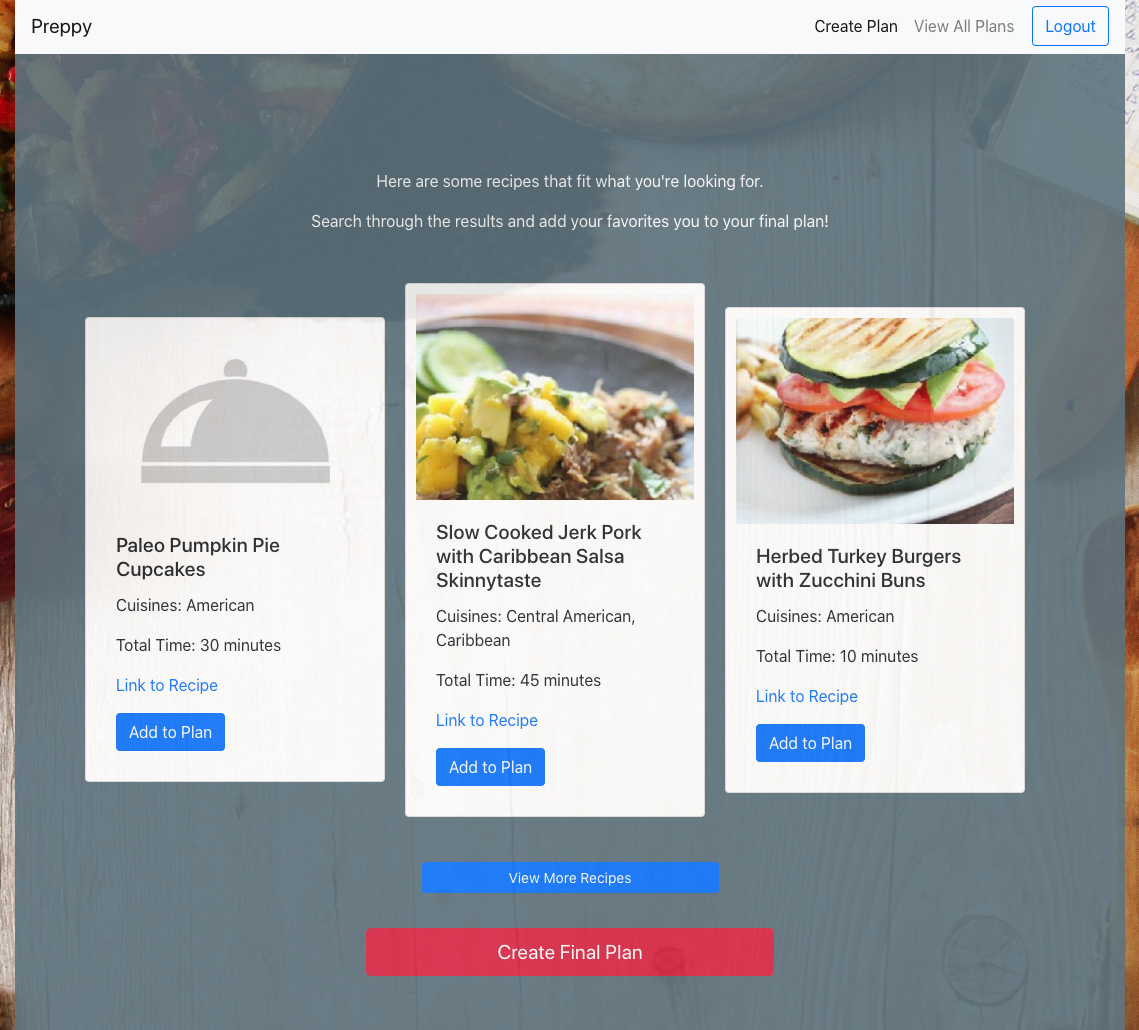 Preppy
Create Plan
View All Plans
Logout
Here are some recipes that fit what you're looking for.
Search through the results and add your favorites you to your final plan!
Paleo Pumpkin Pie
Cupcakes
Cuisines: American
Total Time: 30 minutes
Link to Recipe
Add to Plan
Slow Cooked Jerk Pork
with Caribbean Salsa
Skinnytaste
Cuisines: Central American,
Caribbean
Total Time: 45 minutes
Link to Recipe
Add to Plan
Herbed Turkey Burgers
with Zucchini Buns
Cuisines: American
Total Time: 10 minutes
Link to Recipe
Add to Plan
View More Recipes
Create Final Plan